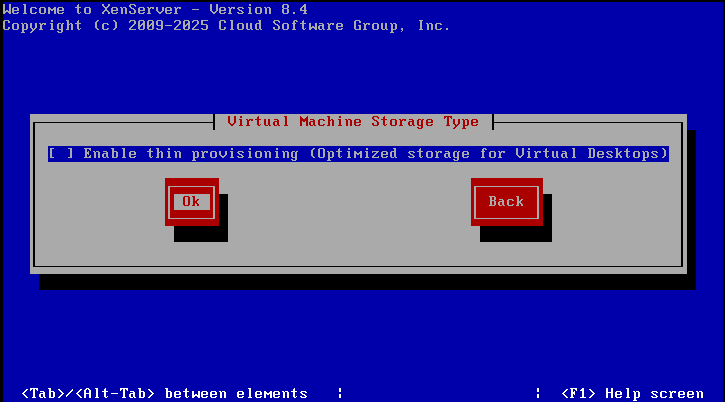 Welcome to XenServer - Version 8.4
Copyright (c) 2009-2025 Cloud Software Group, Inc.
Virtual Machine Storage Type
[ ] Enable thin provisioning (Optimized storage for Virtual Desktops)
Ok Back
<Tab>/<Alt-Tab> between elements | | <F1> Help screen